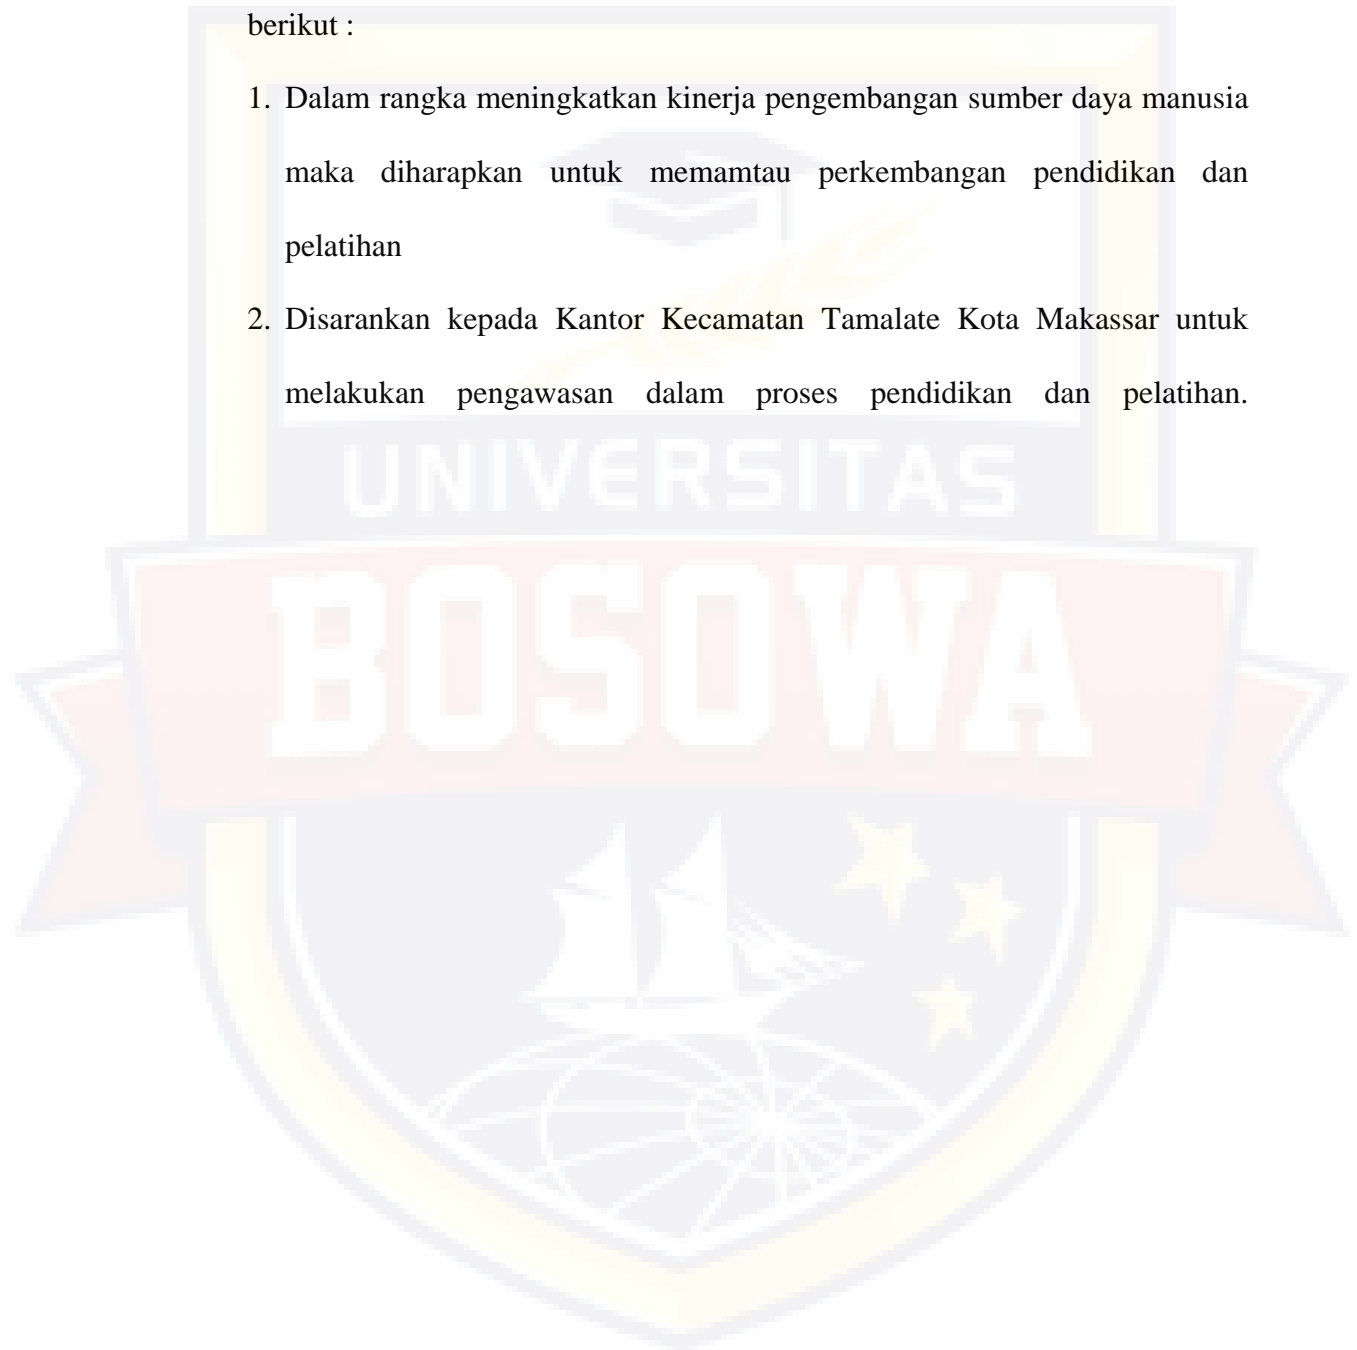 berikut :
1. Dalam rangka meningkatkan kinerja pengembangan sumber daya manusia
maka diharapkan untuk memamtau perkembangan pendidikan dan
pelatihan
2. Disarankan kepada Kantor Kecamatan Tamalate Kota Makassar untuk
melakukan pengawasan dalam proses pendidikan dan pelatihan.
UNIVERSITAS
BOSOWA